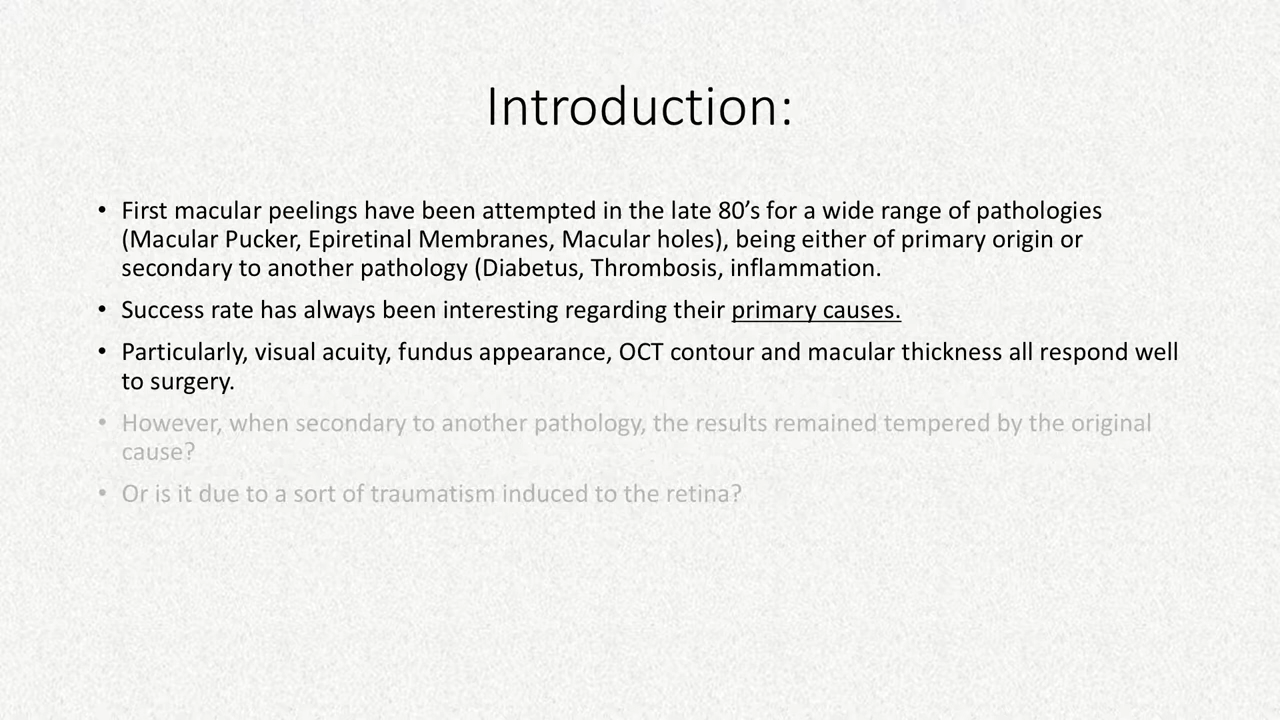 Introduction:
• First macular peelings have been attempted in the late 80’s for a wide range of pathologies
(Macular Pucker, Epiretinal Membranes, Macular holes), being either of primary origin or
secondary to another pathology (Diabetus, Thrombosis, inflammation.
• Success rate has always been interesting regarding their primary causes.
• Particularly, visual acuity, fundus appearance, OCT contour and macular thickness all respond well
to surgery.
• However, when secondary to another pathology, the results remained tempered by the original
cause?
• Or is it due to a sort of traumatism induced to the retina?